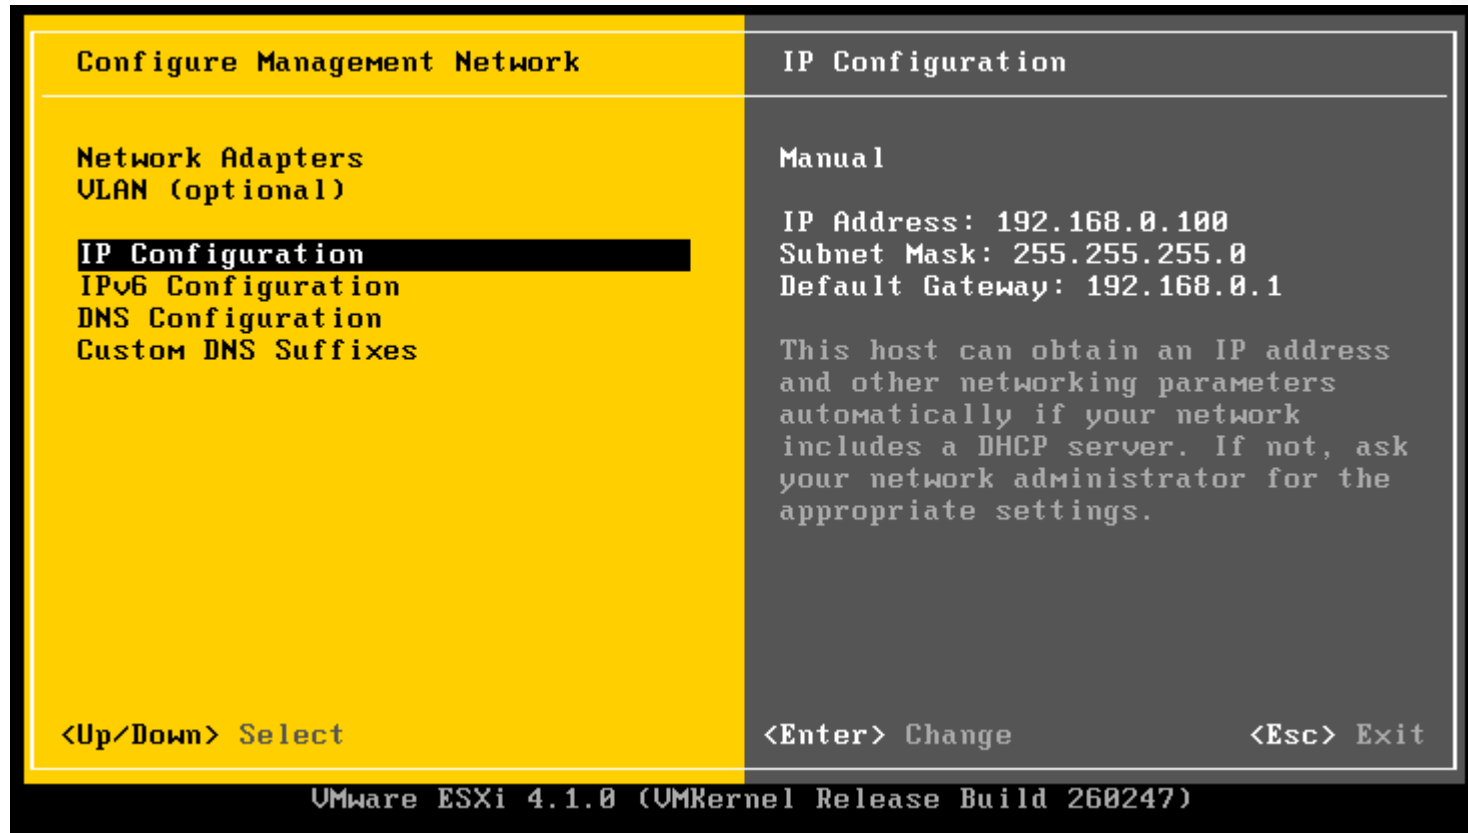 Configure Management Network
Network Adapters
VLAN (optional)
IP Configuration
IPv6 Configuration
DNS Configuration
Custom DNS Suffixes
<Up/Down> Select
IP Configuration
Manual
IP Address: 192.168.0.100
Subnet Mask: 255.255.255.0
Default Gateway: 192.168.0.1
This host can obtain an IP address
and other networking parameters
automatically if your network
includes a DHCP server. If not, ask
your network administrator for the
appropriate settings.
<Enter> Change <Esc> Exit
VMware ESXi 4.1.0 (VMKernel Release Build 260247)